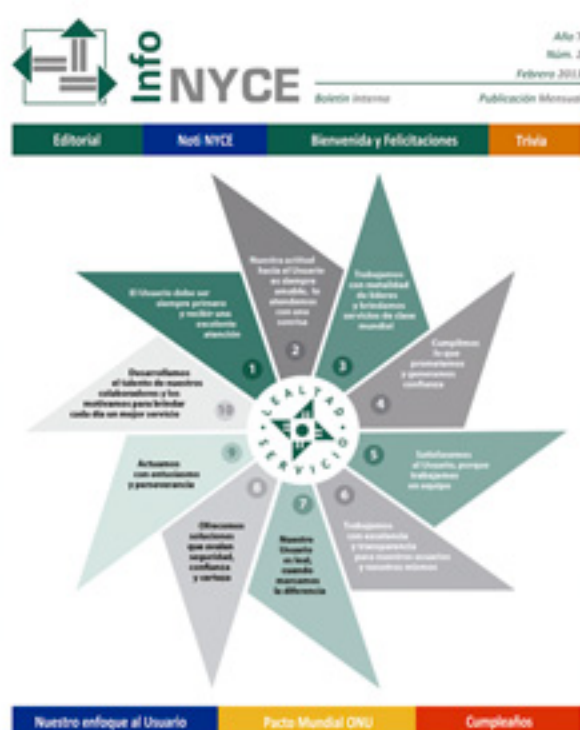 Info
NYCE
Año
Núm.
Febrero
Boletín Interno
Publicación Mensual
Editorial
Noti NYCE
Bienvenida y Felicitaciones
Trivia
El Usuario debe ser
siempre primero
y recibir una
excelente
atención
1
Nuestra actitud
hacia el Usuario
es siempre
amable, lo
atendemos
con una
sonrisa
2
Trabajamos
con mentalidad
de líderes
y brindamos
servicios de clase
mundial
3
Cumplimos
lo que
prometemos
y generamos
confianza
4
Satisfacemos
al Usuario, porque
trabajamos
en equipo
5
Trabajamos
con excelencia
y transparencia
para nuestros usuarios
y nosotros mismos
6
Nuestro
Usuario
es leal,
cuando
marcamos
la diferencia
7
Ofrecemos
soluciones
que avalan
seguridad,
confianza
y certeza
8
Actuamos
con entusiasmo
y perseverancia
9
Desarrollamos
el talento de nuestros
colaboradores y los
motivamos para brindar
cada día un mejor servicio
10
LEALTAD
SERVICIO
Nuestro enfoque al Usuario
Pacto Mundial ONU
Cumpleaños